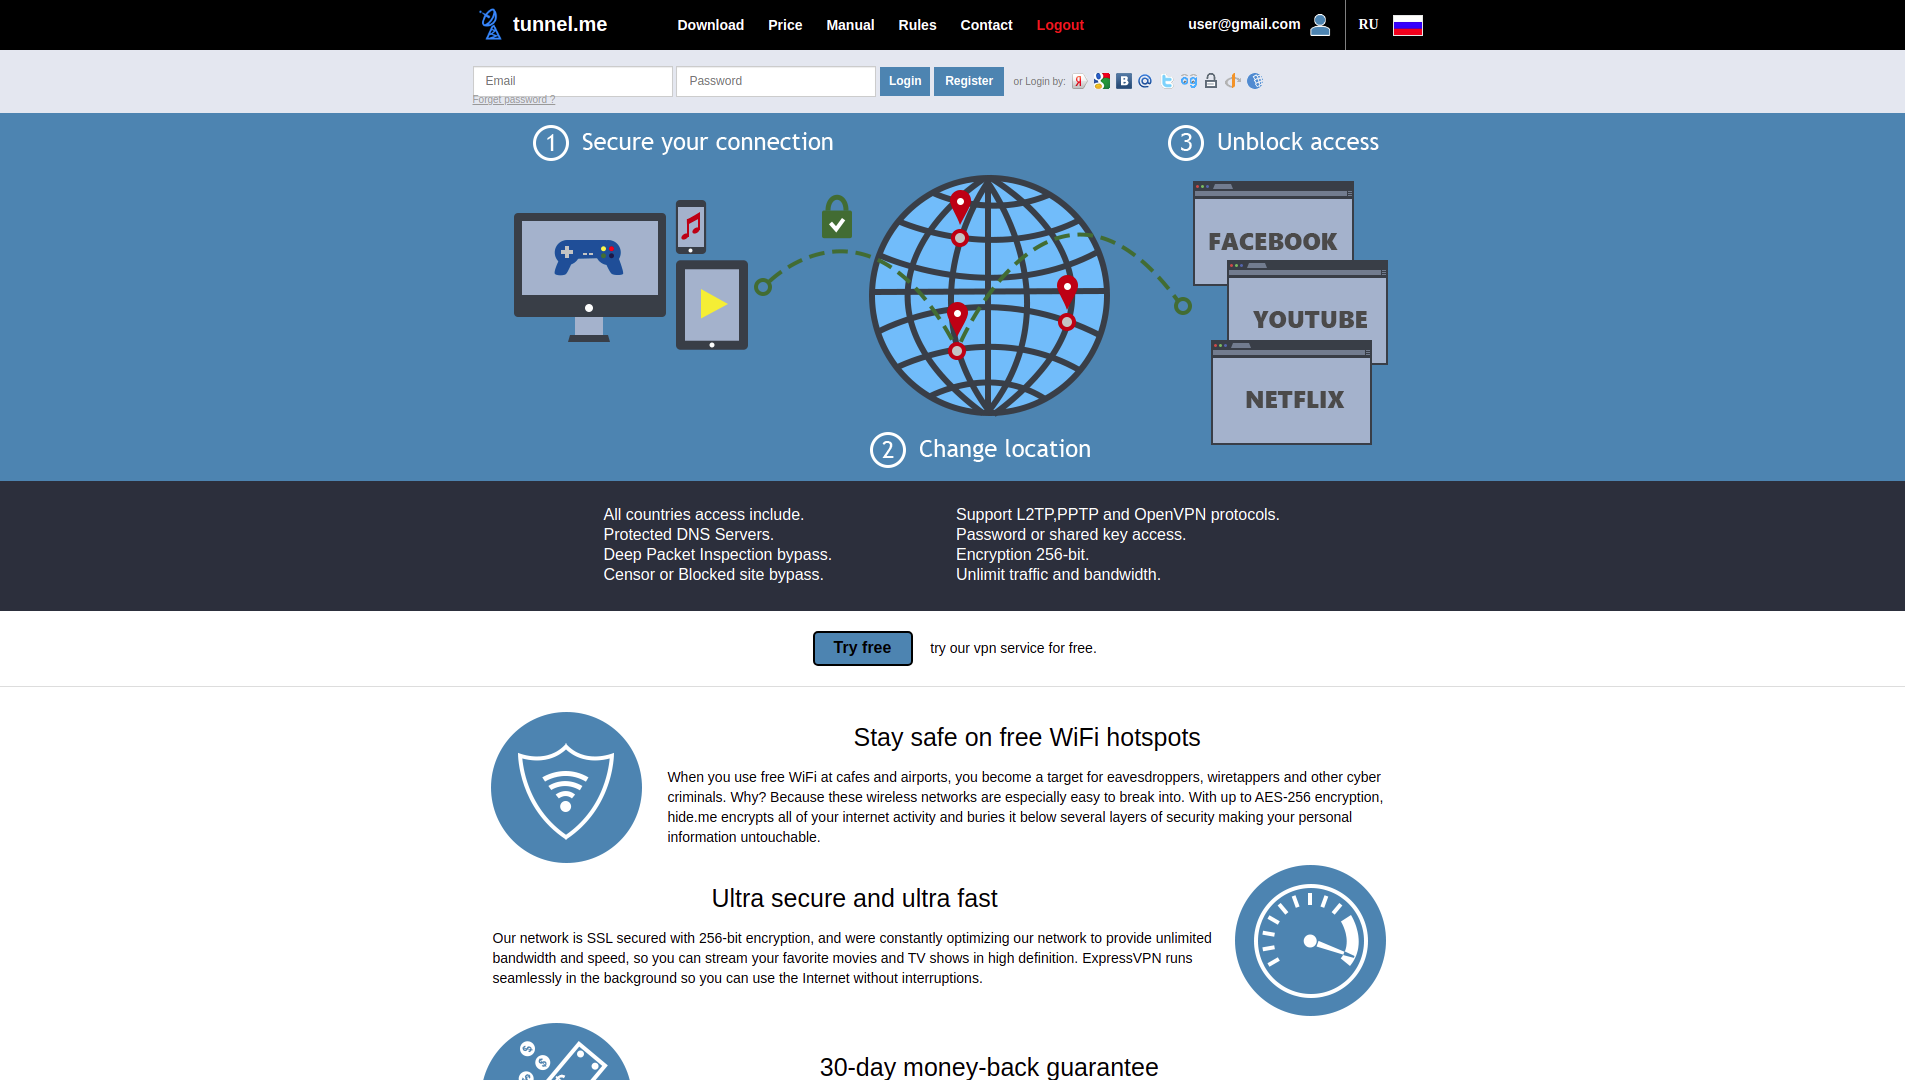 tunnel.me
Download Price Manual Rules Contact Logout
user@gmail.com
RU
Email
Password
Login
Register
or Login by:
Forget password ?
1 Secure your connection
3 Unblock access
FACEBOOK
YOUTUBE
NETFLIX
2 Change location
All countries access include.
Protected DNS Servers.
Deep Packet Inspection bypass.
Censor or Blocked site bypass.
Support L2TP,PPTP and OpenVPN protocols.
Password or shared key access.
Encryption 256-bit.
Unlimit traffic and bandwidth.
Try free
try our vpn service for free.
Stay safe on free WiFi hotspots
When you use free WiFi at cafes and airports, you become a target for eavesdroppers, wiretappers and other cyber
criminals. Why? Because these wireless networks are especially easy to break into. With up to AES-256 encryption,
hide.me encrypts all of your internet activity and buries it below several layers of security making your personal
information untouchable.
Ultra secure and ultra fast
Our network is SSL secured with 256-bit encryption, and were constantly optimizing our network to provide unlimited
bandwidth and speed, so you can stream your favorite movies and TV shows in high definition. ExpressVPN runs
seamlessly in the background so you can use the Internet without interruptions.
30-day money-back guarantee